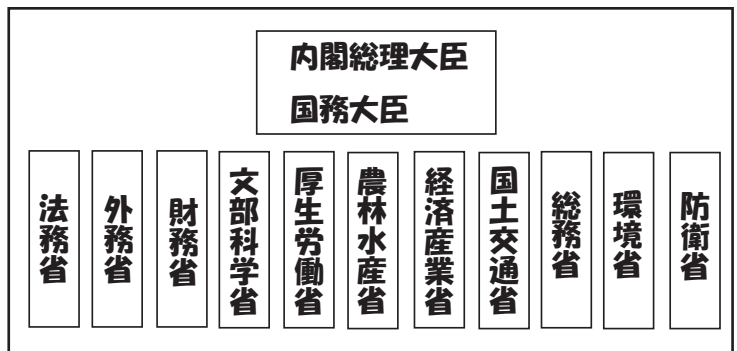 内閣総理大臣
国務大臣
法務省
外務省
財務省
文部科学省
厚生労働省
農林水産省
経済産業省
国土交通省
総務省
環境省
防衛省